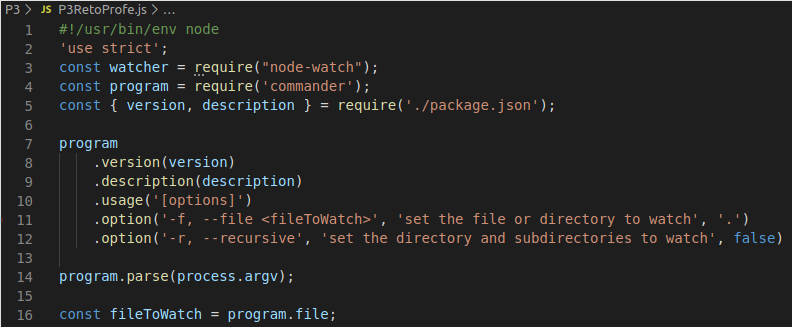 P3 > JS P3RetoProfe.js > ...
1 #!/usr/bin/env node
2 'use strict';
3 const watcher = require("node-watch");
4 const program = require('commander');
5 const { version, description } = require('./package.json');
6
7 program
8     .version(version)
9     .description(description)
10     .usage('[options]')
11     .option('-f, --file <fileToWatch>', 'set the file or directory to watch', '.')
12     .option('-r, --recursive', 'set the directory and subdirectories to watch', false)
13
14 program.parse(process.argv);
15
16 const fileToWatch = program.file;